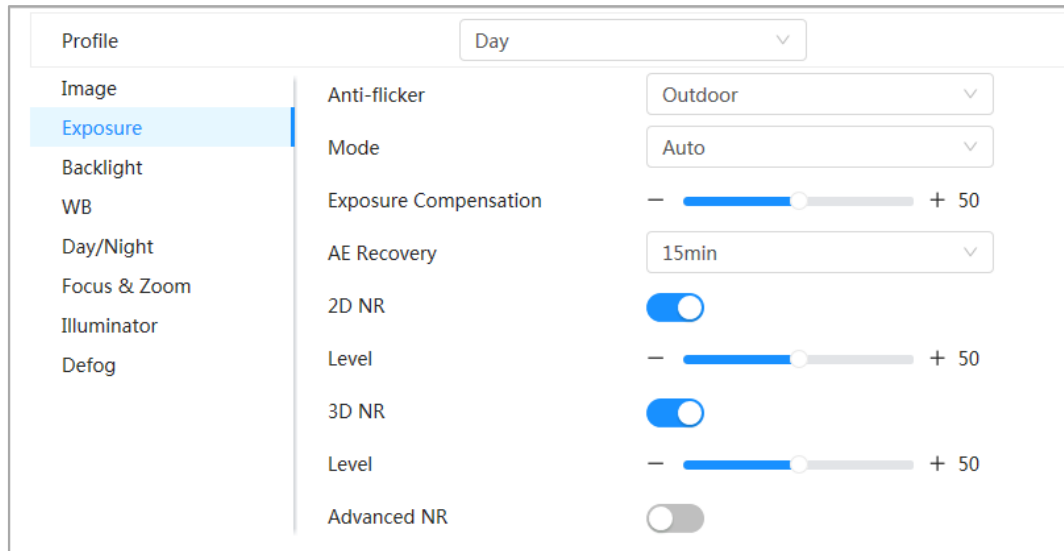 Profile Day
Image
Exposure
Backlight
WB
Day/Night
Focus & Zoom
Illuminator
Defog
Anti-flicker Outdoor
Mode Auto
Exposure Compensation − + 50
AE Recovery 15min
2D NR
Level − + 50
3D NR
Level − + 50
Advanced NR